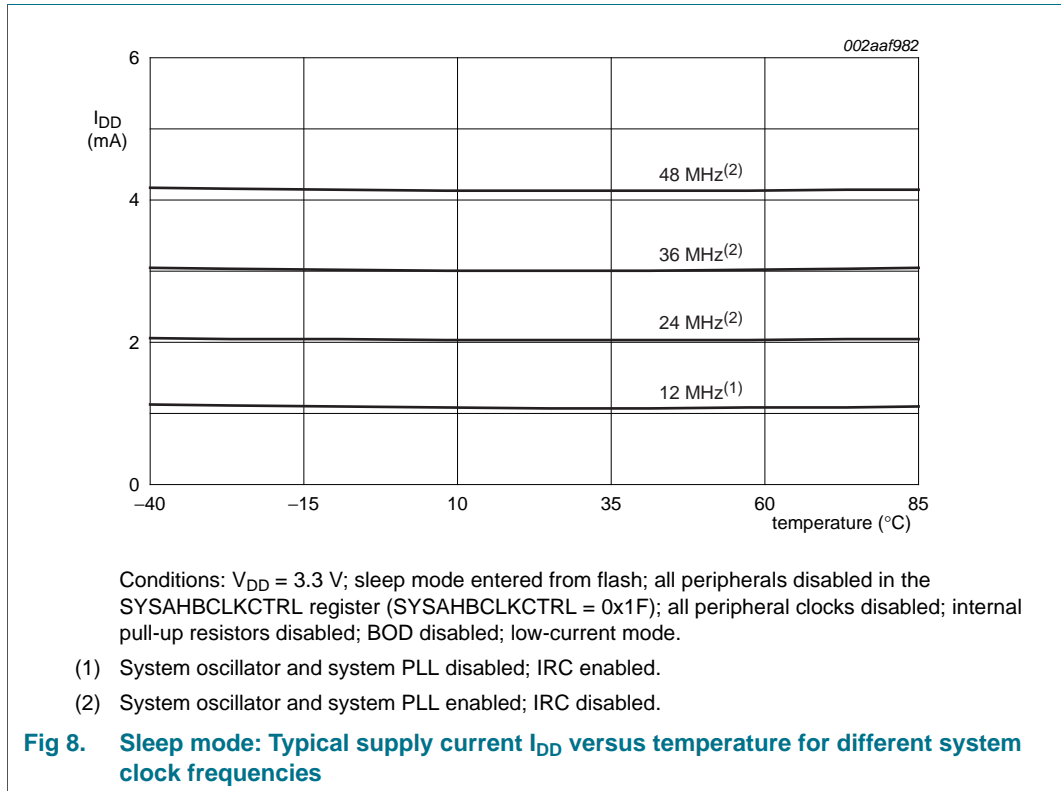 002aaf982
6
IDD
(mA)
48 MHz(2)
4
36 MHz(2)
24 MHz(2)
2
12 MHz(1)
0
−40 −15 10 35 60 85
temperature (°C)
Conditions: VDD = 3.3 V; sleep mode entered from flash; all peripherals disabled in the
SYSAHBCLKCTRL register (SYSAHBCLKCTRL = 0x1F); all peripheral clocks disabled; internal
pull-up resistors disabled; BOD disabled; low-current mode.
(1) System oscillator and system PLL disabled; IRC enabled.
(2) System oscillator and system PLL enabled; IRC disabled.
Fig 8. Sleep mode: Typical supply current IDD versus temperature for different system
clock frequencies